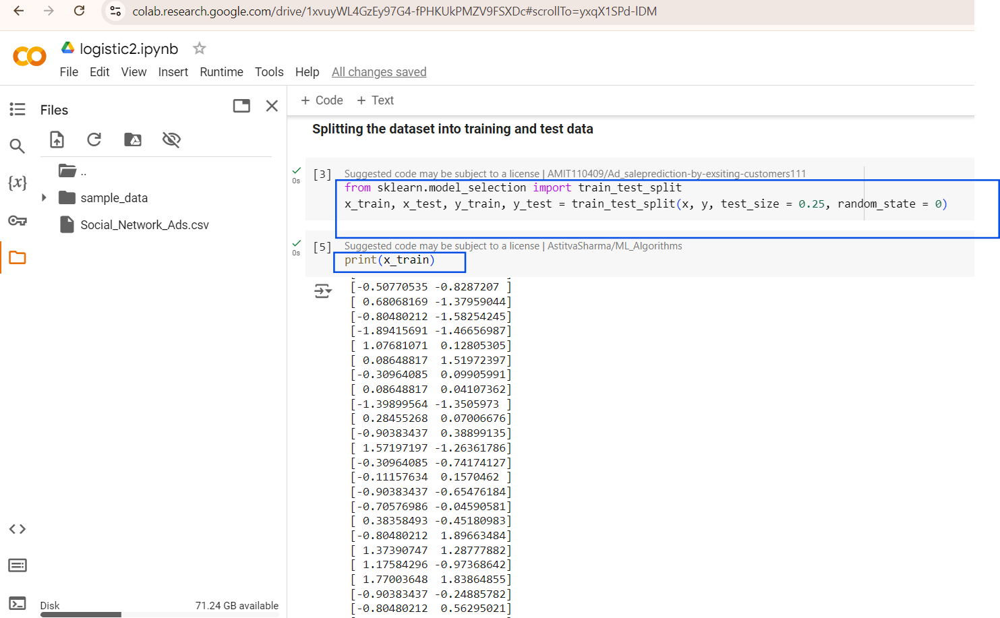 colab.research.google.com/drive/1xvuyWL4GzEy97G4-fPHKUkPMZV9FSXDc#scrollTo=yxqX1SPd-lDM
logistic2.ipynb
File Edit View Insert Runtime Tools Help All changes saved
Files
..
sample_data
Social_Network_Ads.csv
{x}
Disk 71.24 GB available
+ Code + Text
Splitting the dataset into training and test data
[3] Suggested code may be subject to a license | AMIT110409/Ad_saleprediction-by-exsiting-customers111
0s
from sklearn.model_selection import train_test_split
x_train, x_test, y_train, y_test = train_test_split(x, y, test_size = 0.25, random_state = 0)
[5] Suggested code may be subject to a license | AstitvaSharma/ML_Algorithms
0s
print(x_train)
[-0.50770535 -0.8287207 ]
[ 0.68068169 -1.37959044]
[-0.80480212 -1.58254245]
[-1.89415691 -1.46656987]
[ 1.07681071  0.12805305]
[ 0.08648817  1.51972397]
[-0.30964085  0.09905991]
[ 0.08648817  0.04107362]
[-1.39899564 -1.3505973 ]
[ 0.28455268  0.07006676]
[-0.90383437  0.38899135]
[ 1.57197197 -1.26361786]
[-0.30964085 -0.74174127]
[-0.11157634  0.1570462 ]
[-0.90383437 -0.65476184]
[-0.70576986 -0.04590581]
[ 0.38358493 -0.45180983]
[-0.80480212  1.89663484]
[ 1.37390747  1.28777882]
[ 1.17584296 -0.97368642]
[ 1.77003648  1.83864855]
[-0.90383437 -0.24885782]
[-0.80480212  0.56295021]